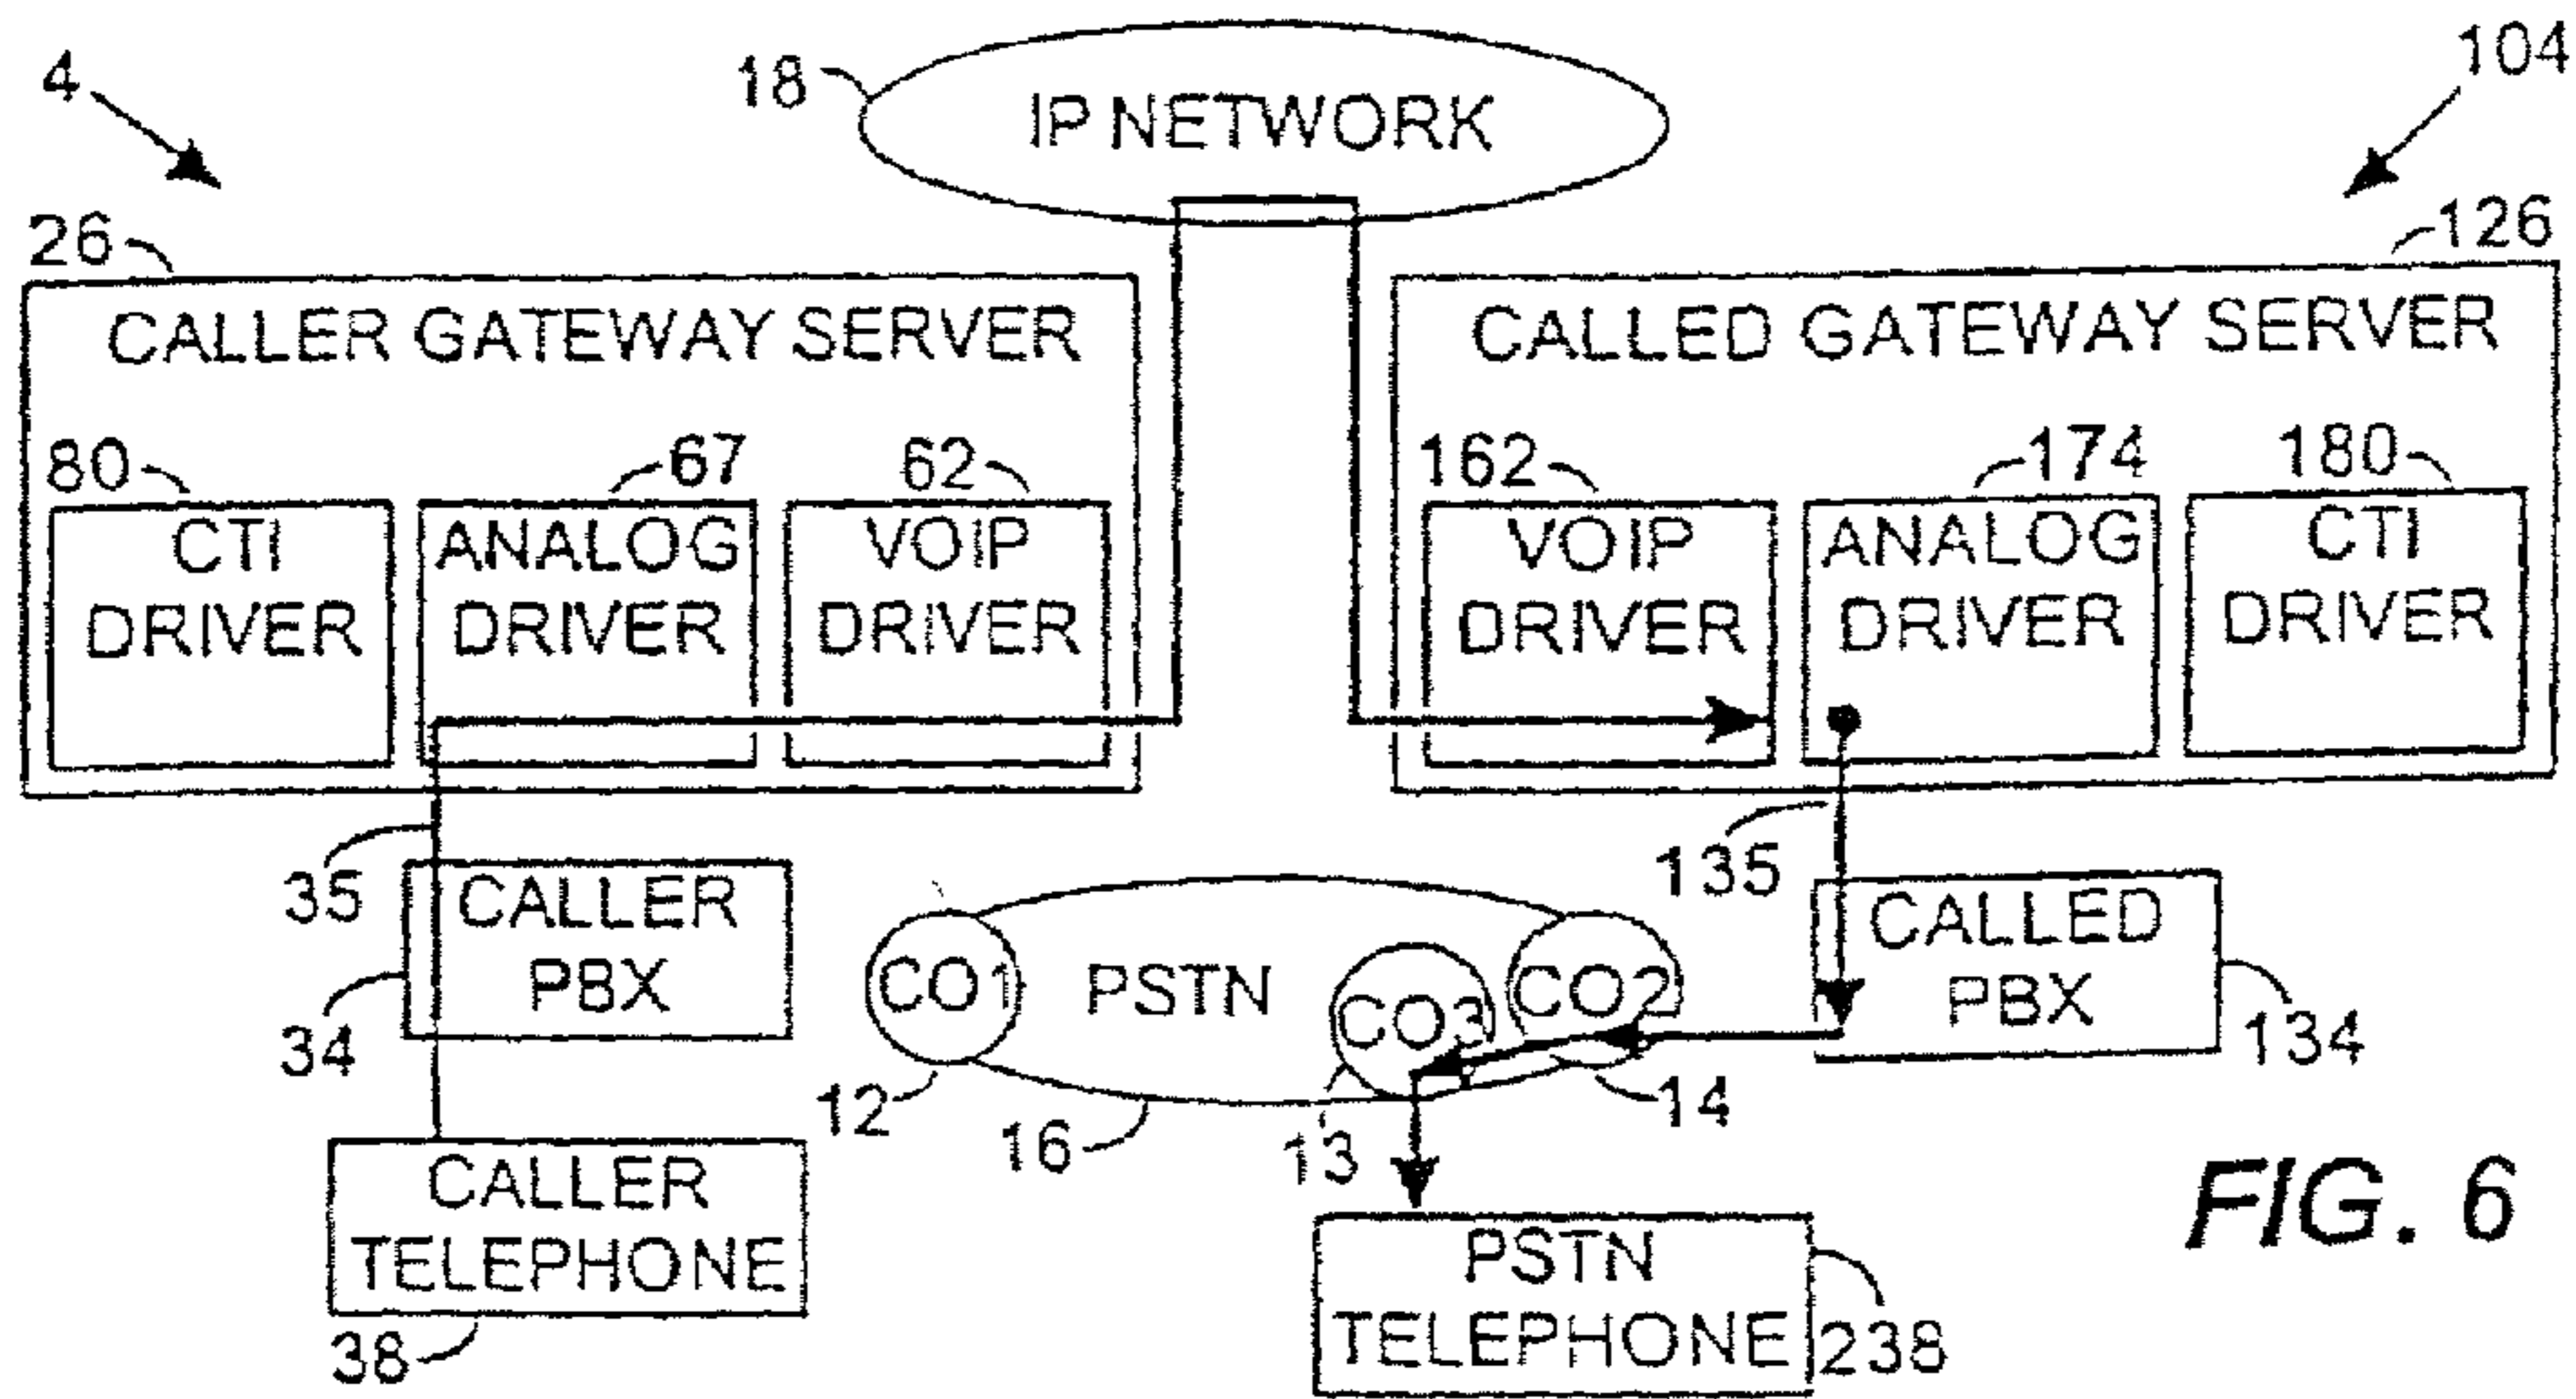 4
18
IP NETWORK
104
26
126
CALLER GATEWAY SERVER
CALLED GATEWAY SERVER
80
67
62
162
174
180
CTI
DRIVER
ANALOG
DRIVER
VOIP
DRIVER
VOIP
DRIVER
ANALOG
DRIVER
CTI
DRIVER
35
135
CALLER
PBX
34
CO1
PSTN
CO3
CO2
CALLED
PBX
134
12
16
13
14
CALLER
TELEPHONE
38
PSTN
TELEPHONE
238
FIG. 6